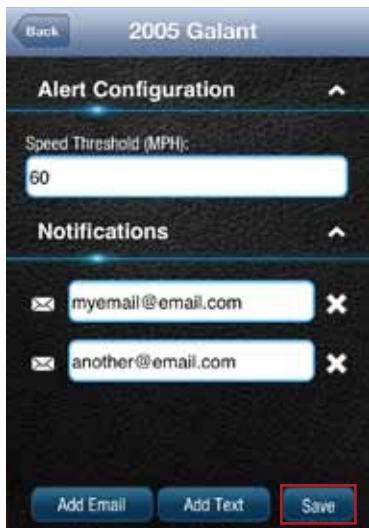 Back 2005 Galant
Alert Configuration
Speed Threshold (MPH):
60
Notifications
myemail@email.com
another@email.com
Add Email Add Text Save